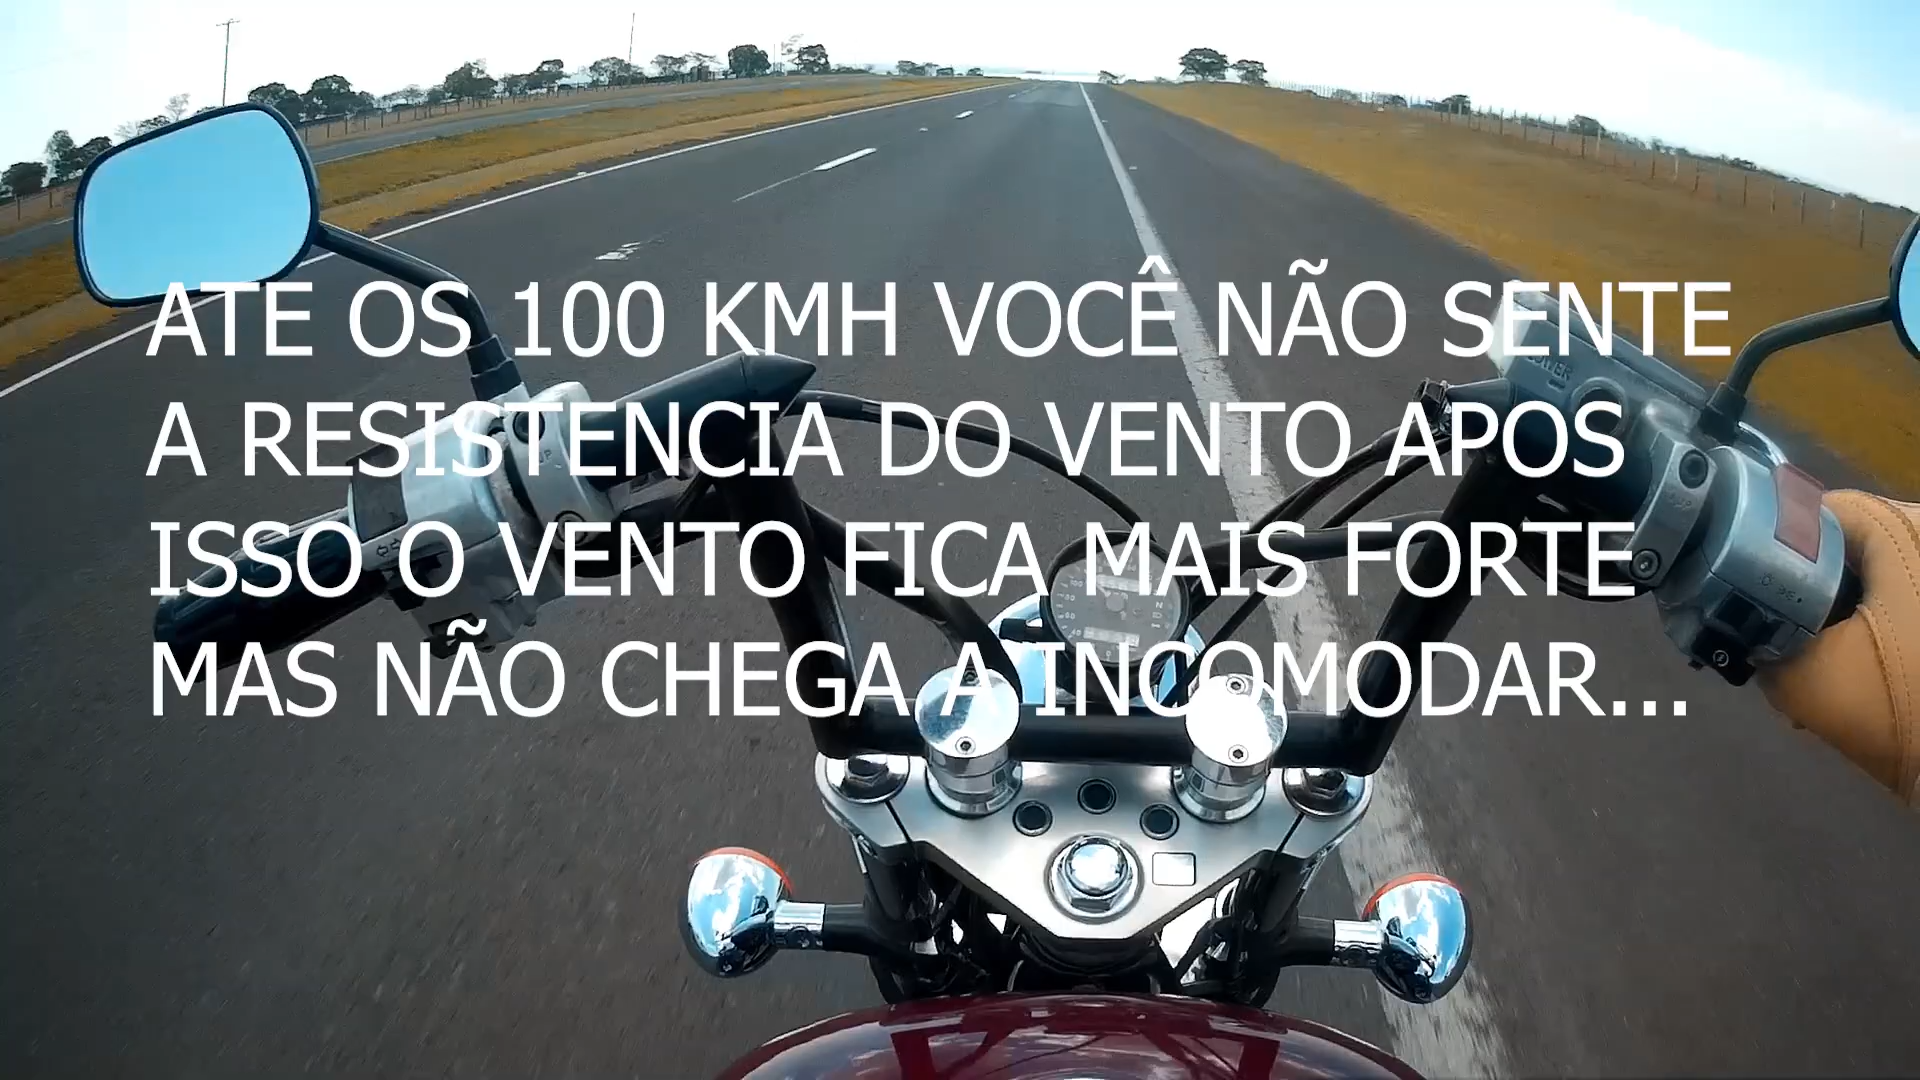 ATE OS 100 KMH VOCÊ NÃO SENTE
A RESISTENCIA DO VENTO APOS
ISSO O VENTO FICA MAIS FORTE
MAS NÃO CHEGA A INCOMODAR...